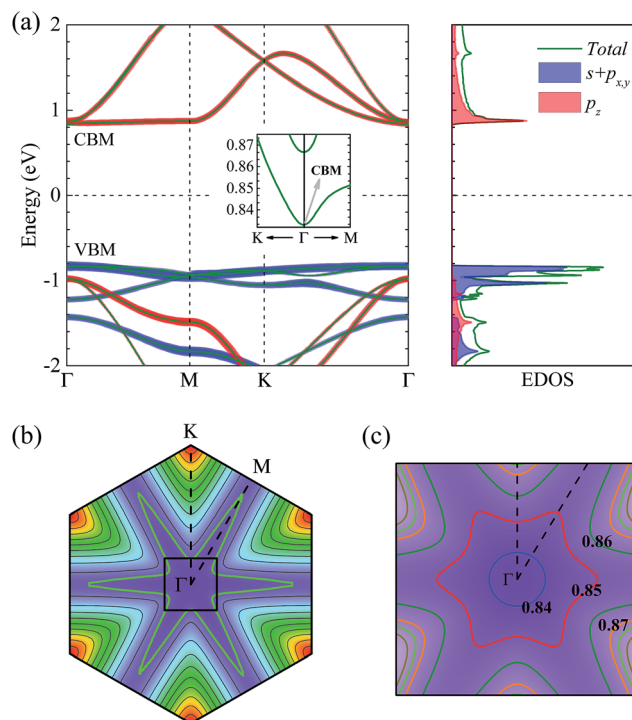 (a)
2
1
0
-1
-2
Energy (eV)
CBM
VBM
0.87
0.86
0.85
0.84
CBM
K Γ M
Γ M K Γ
Total
s+px,y
pz
EDOS
(b)
K
M
Γ
(c)
Γ
0.84
0.85
0.86
0.87